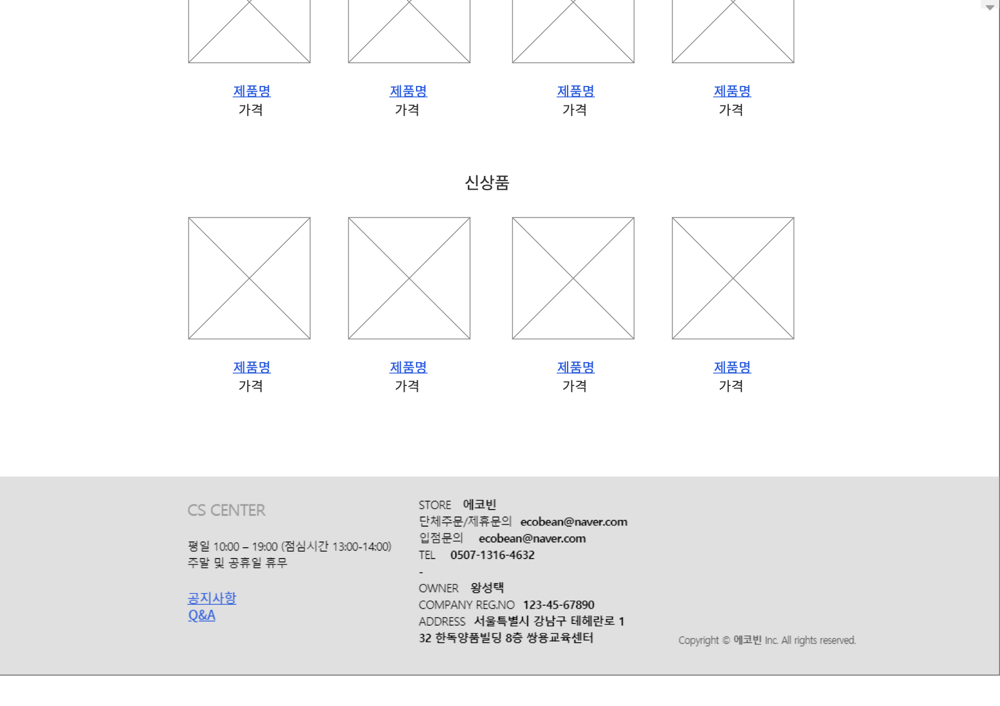 제품명 제품명 제품명 제품명
가격 가격 가격 가격
신상품
제품명 제품명 제품명 제품명
가격 가격 가격 가격
CS CENTER
평일 10:00 – 19:00 (점심시간 13:00-14:00)
주말 및 공휴일 휴무
공지사항
Q&A
STORE 에코빈
단체주문/제휴문의 ecobean@naver.com
입점문의 ecobean@naver.com
TEL 0507-1316-4632
-
OWNER 왕성택
COMPANY REG.NO 123-45-67890
ADDRESS 서울특별시 강남구 테헤란로 1
32 한독약품빌딩 8층 쌍용교육센터
Copyright © 에코빈 Inc. All rights reserved.